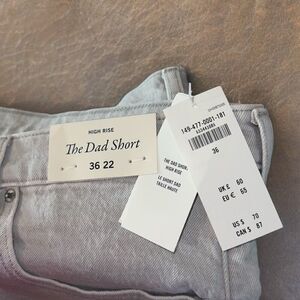 HIGH RISE
The Dad Short
36 22
THE DAD SHORT
HIGH RISE
LE SHORT DAD
TAILLE HAUTE
149-477-0001-181
36
UK £ 60
EU € 65
US $ 70
CAN $ 87